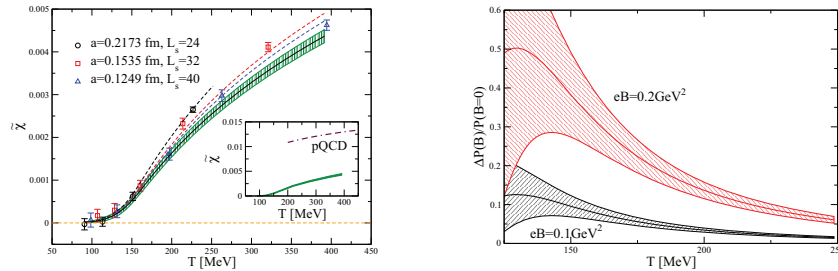 0.005
0.004
0.003
0.002
0.001
0
χ̃
a=0.2173 fm, L_s=24
a=0.1535 fm, L_s=32
a=0.1249 fm, L_s=40
0.015
0.01
0.005
0
χ̃
pQCD
100 200 300 400
T [MeV]
50 100 150 200 250 300 350 400 450
T [MeV]
0.6
0.5
0.4
0.3
0.2
0.1
0
ΔP(B)/P(B=0)
eB=0.2GeV²
eB=0.1GeV²
150 200 250
T [MeV]